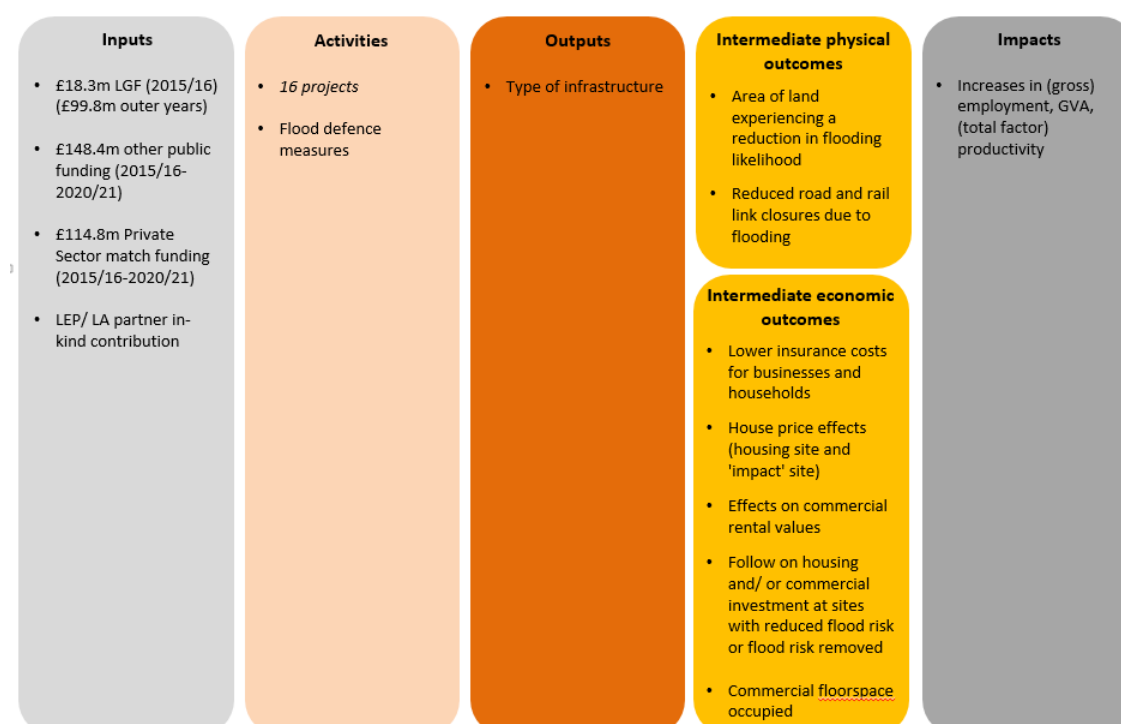 Inputs
• £18.3m LGF (2015/16)
(£99.8m outer years)
• £148.4m other public
funding (2015/16-
2020/21)
• £114.8m Private
Sector match funding
(2015/16-2020/21)
• LEP/ LA partner in-
kind contribution
Activities
• 16 projects
• Flood defence
measures
Outputs
• Type of infrastructure
Intermediate physical
outcomes
• Area of land
experiencing a
reduction in flooding
likelihood
• Reduced road and rail
link closures due to
flooding
Intermediate economic
outcomes
• Lower insurance costs
for businesses and
households
• House price effects
(housing site and
'impact' site)
• Effects on commercial
rental values
• Follow on housing
and/ or commercial
investment at sites
with reduced flood risk
or flood risk removed
• Commercial floorspace
occupied
Impacts
• Increases in (gross)
employment, GVA,
(total factor)
productivity